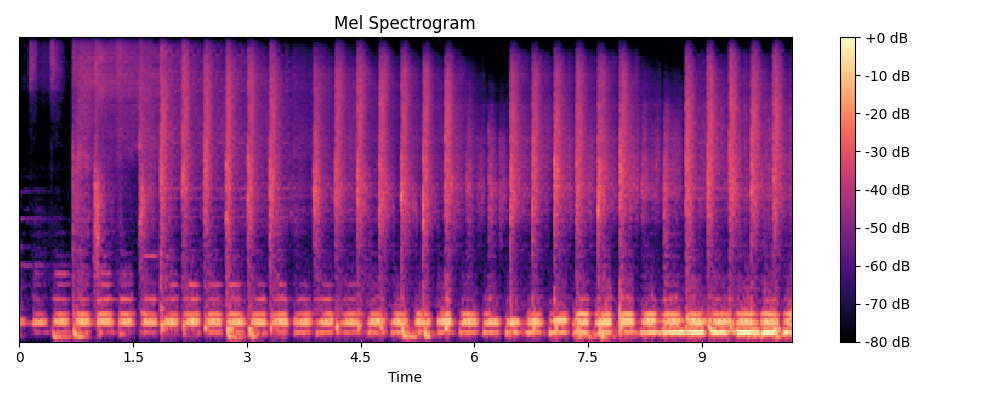 Mel Spectrogram
+0 dB
-10 dB
-20 dB
-30 dB
-40 dB
-50 dB
-60 dB
-70 dB
-80 dB
0 1.5 3 4.5 6 7.5 9
Time